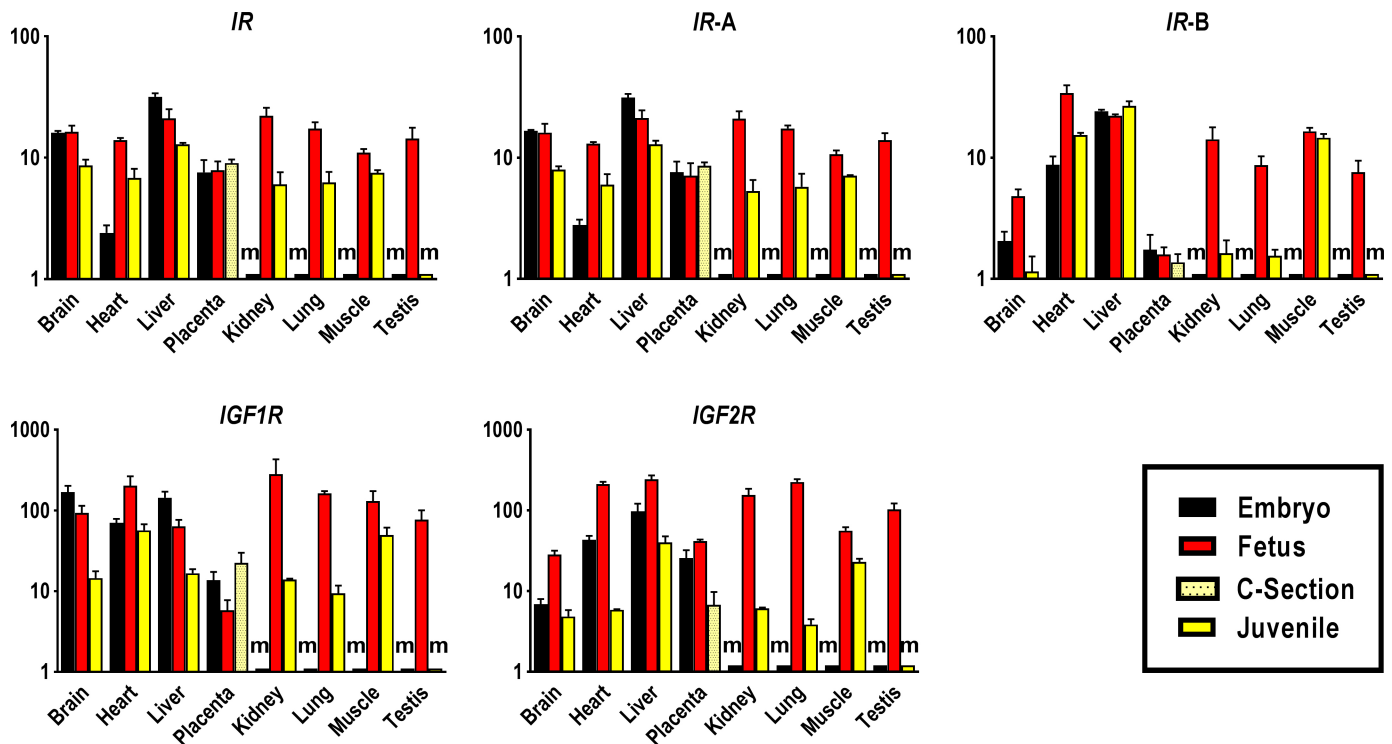 IR
100
10
1
m m m m m
Brain Heart Liver Placenta Kidney Lung Muscle Testis
IR-A
100
10
1
m m m m m
Brain Heart Liver Placenta Kidney Lung Muscle Testis
IR-B
100
10
1
m m m m m
Brain Heart Liver Placenta Kidney Lung Muscle Testis
IGF1R
1000
100
10
1
m m m m m
Brain Heart Liver Placenta Kidney Lung Muscle Testis
IGF2R
1000
100
10
1
m m m m m
Brain Heart Liver Placenta Kidney Lung Muscle Testis
Embryo
Fetus
C-Section
Juvenile